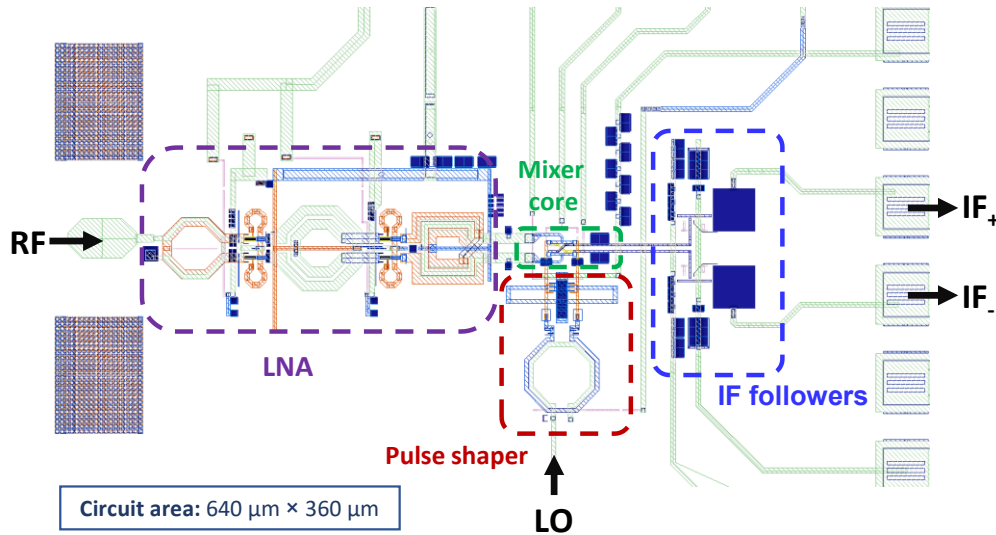 Mixer
core
RF
IF+
IF-
LNA
IF followers
Pulse shaper
Circuit area: 640 µm × 360 µm
LO